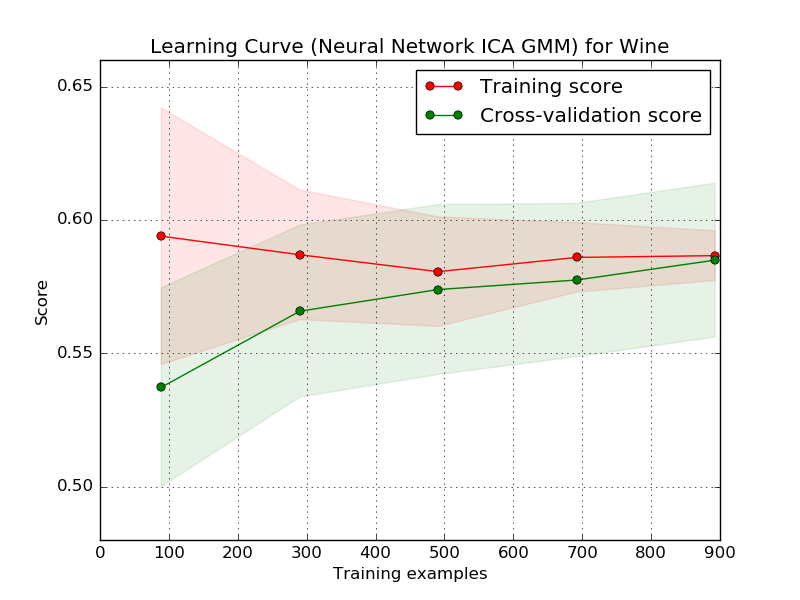 Learning Curve (Neural Network ICA GMM) for Wine
Training score
Cross-validation score
Score
0.65
0.60
0.55
0.50
0 100 200 300 400 500 600 700 800 900
Training examples